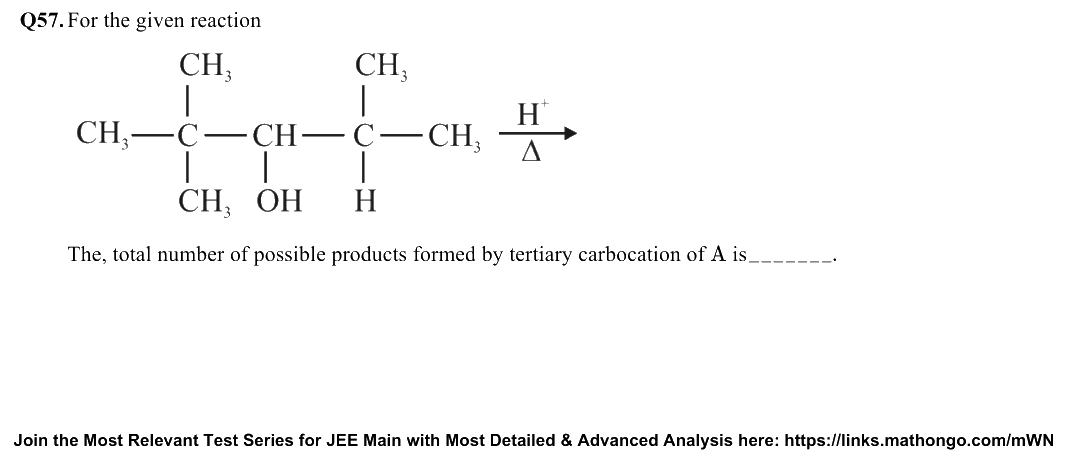 Q57. For the given reaction
CH₃ CH₃
CH₃—C—CH—C—CH₃ H⁺
Δ
CH₃ OH H
The, total number of possible products formed by tertiary carbocation of A is_______.
Join the Most Relevant Test Series for JEE Main with Most Detailed & Advanced Analysis here: https://links.mathongo.com/mWN